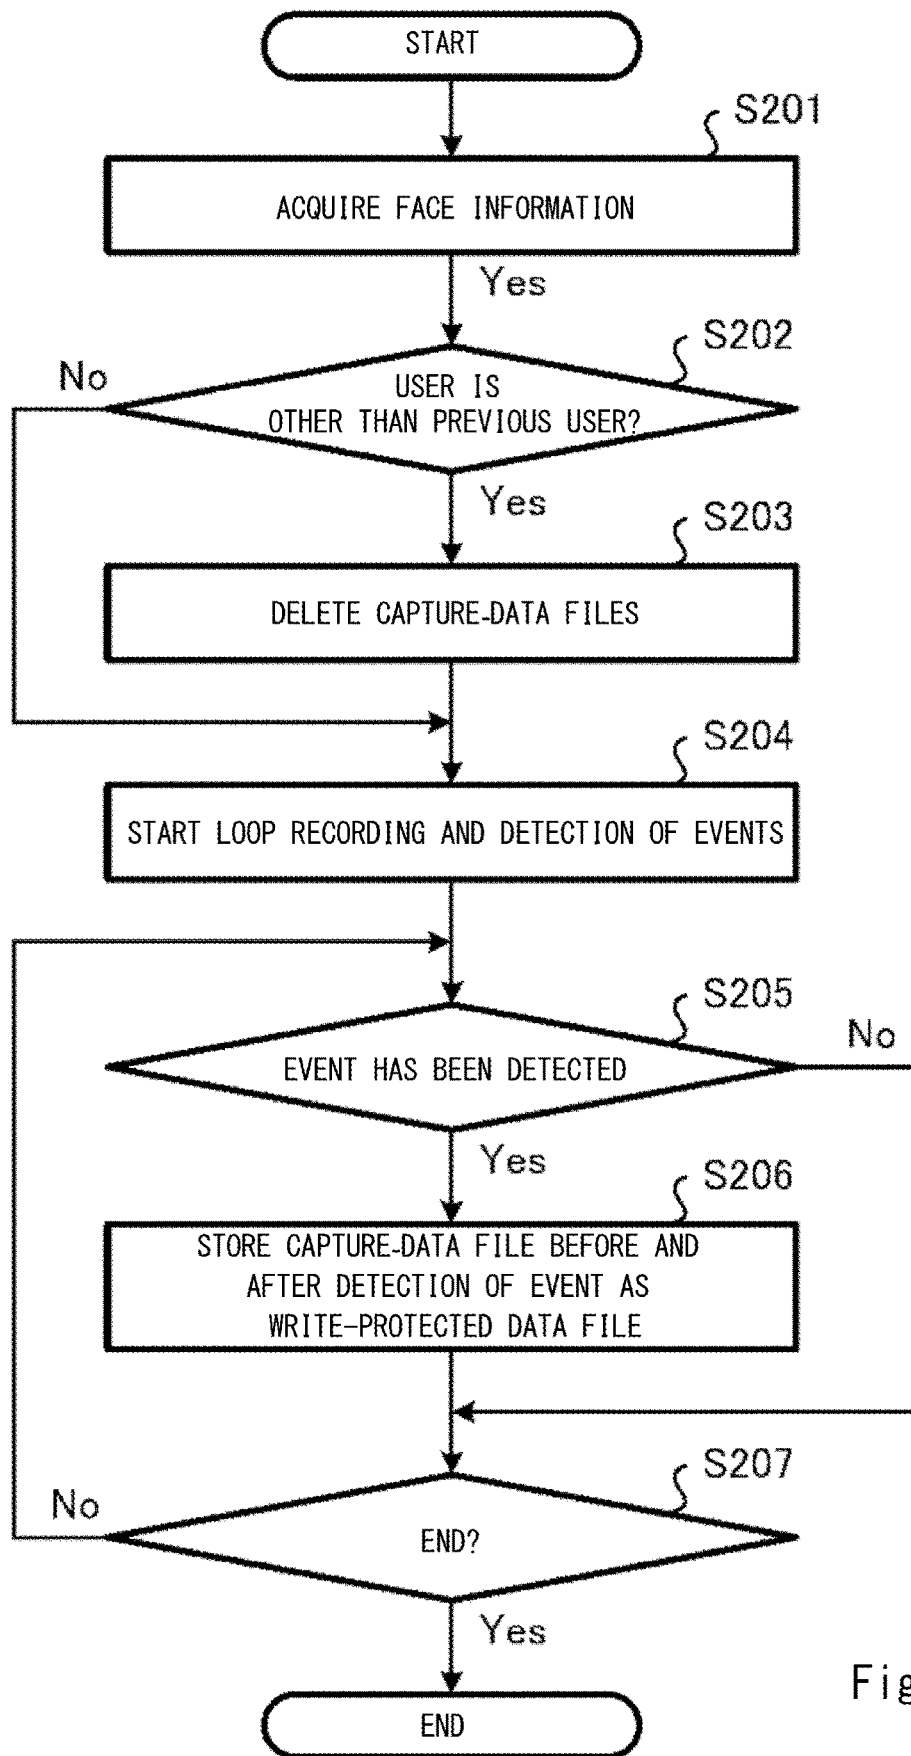 START
S201
ACQUIRE FACE INFORMATION
Yes
S202
No
USER IS
OTHER THAN PREVIOUS USER?
Yes
S203
DELETE CAPTURE-DATA FILES
S204
START LOOP RECORDING AND DETECTION OF EVENTS
S205
No
EVENT HAS BEEN DETECTED
Yes
S206
STORE CAPTURE-DATA FILE BEFORE AND
AFTER DETECTION OF EVENT AS
WRITE-PROTECTED DATA FILE
S207
No
END?
Yes
Fig
END